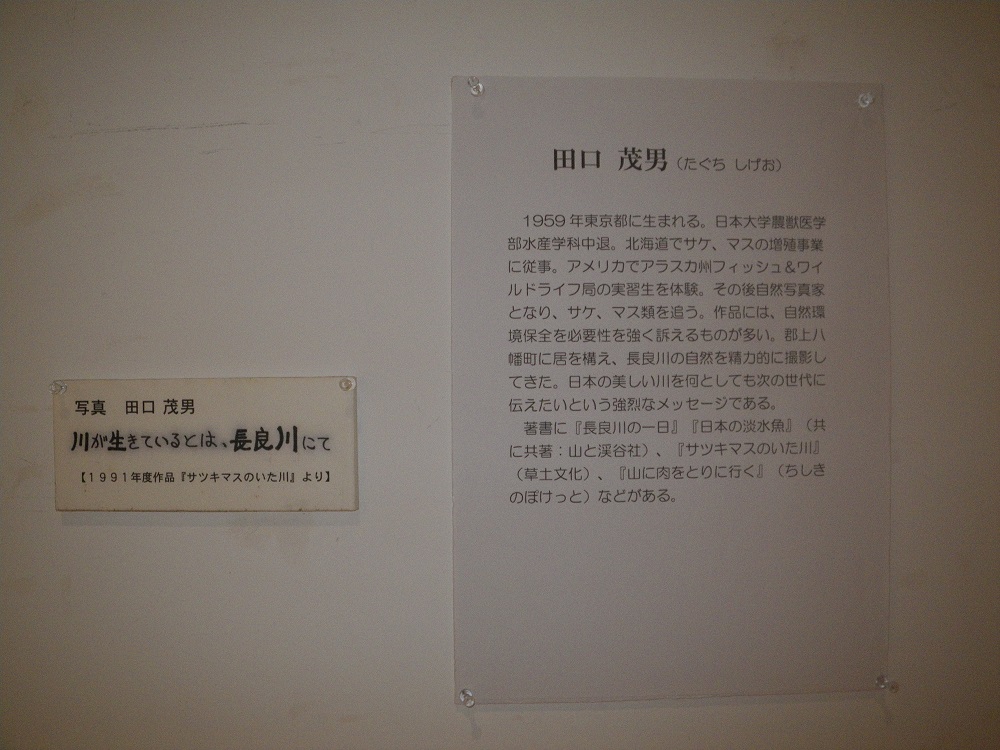 写真　田口 茂男
川が生きているとは、長良川にて
【１９９１年度作品『サツキマスのいた川』より】
田口 茂男（たぐち しげお）
1959年東京都に生まれる。日本大学農獣医学
部水産学科中退。北海道でサケ、マスの増殖事業
に従事。アメリカでアラスカ州フィッシュ＆ワイ
ルドライフ局の実習生を体験。その後自然写真家
となり、サケ、マス類を追う。作品には、自然環
境保全を必要性を強く訴えるものが多い。郡上八
幡町に居を構え、長良川の自然を精力的に撮影し
てきた。日本の美しい川を何としても次の世代に
伝えたいという強烈なメッセージである。
著書に『長良川の一日』『日本の淡水魚』（共
に共著：山と渓谷社）、『サツキマスのいた川』
（草土文化）、『山に肉をとりに行く』（ちしき
のぽけっと）などがある。